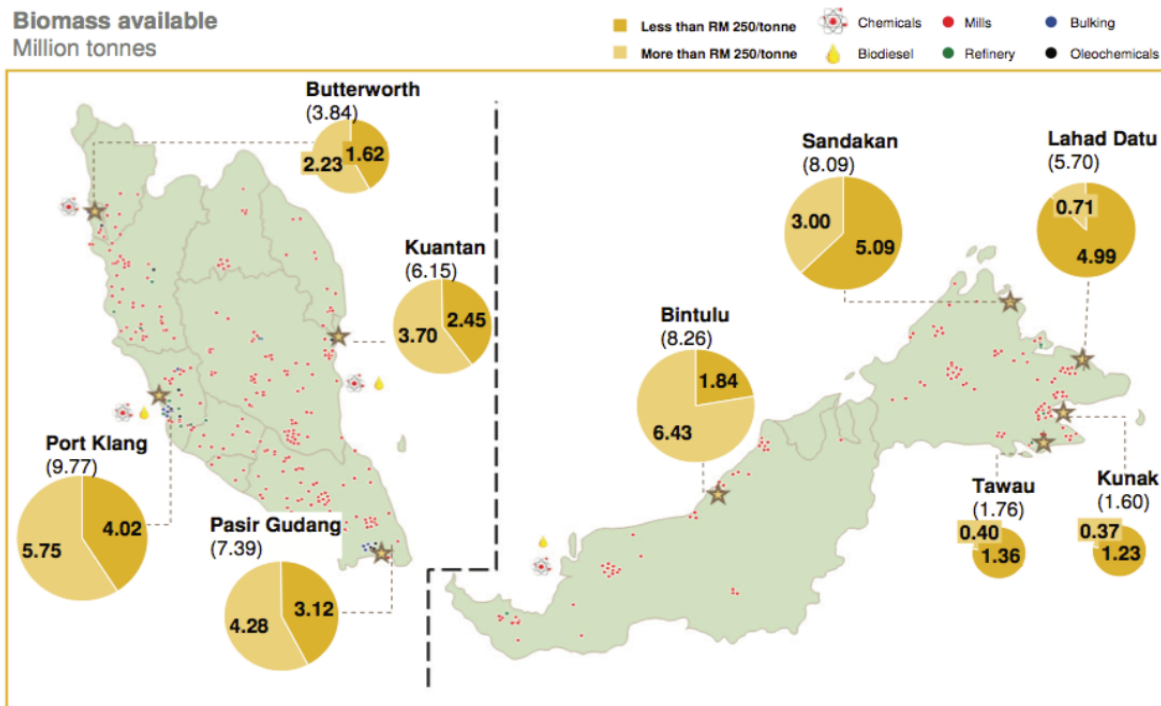 Biomass available
Million tonnes
Less than RM 250/tonne
More than RM 250/tonne
Chemicals
Biodiesel
Mills
Refinery
Bulking
Oleochemicals
Butterworth
(3.84)
2.23
1.62
Kuantan
(6.15)
3.70
2.45
Port Klang
(9.77)
5.75
4.02
Pasir Gudang
(7.39)
4.28
3.12
Sandakan
(8.09)
3.00
5.09
Lahad Datu
(5.70)
0.71
4.99
Bintulu
(8.26)
1.84
6.43
Tawau
(1.76)
0.40
1.36
Kunak
(1.60)
0.37
1.23